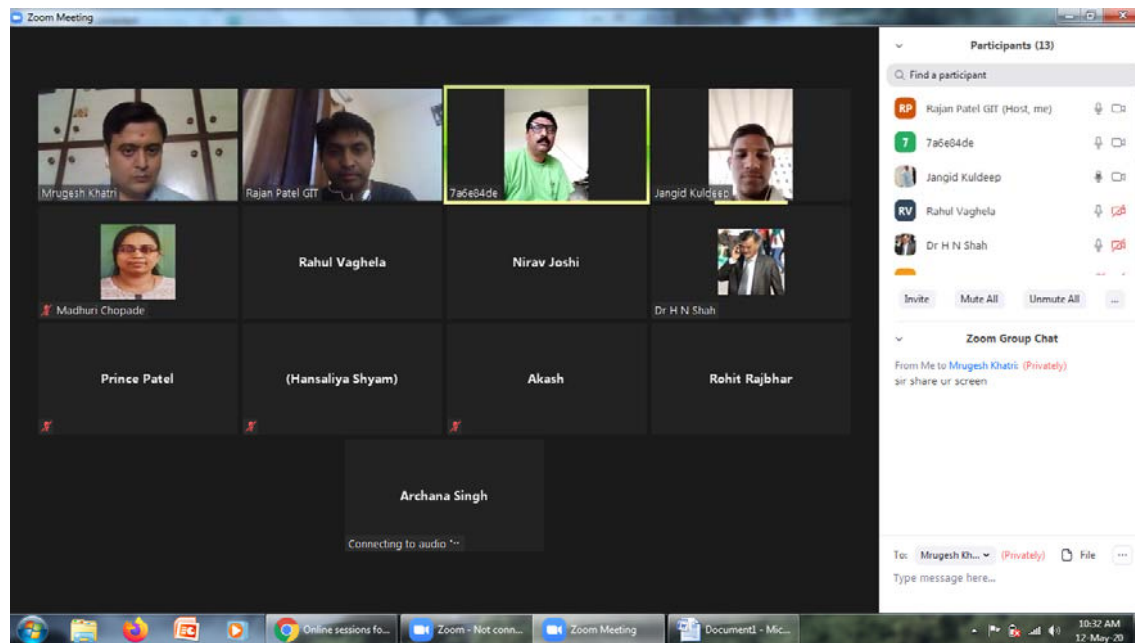 Zoom Meeting
Mrugesh Khatri
Rajan Patel GIT
7a6e84de
Jangid Kuldeep
Madhuri Chopade
Rahul Vaghela
Nirav Joshi
Dr H N Shah
Prince Patel
(Hansaliya Shyam)
Akash
Rohit Rajbhar
Archana Singh
Connecting to audio
Participants (13)
Find a participant
RP Rajan Patel GIT (Host, me)
7 7a6e84de
Jangid Kuldeep
RV Rahul Vaghela
Dr H N Shah
Invite Mute All Unmute All ...
Zoom Group Chat
From Me to Mrugesh Khatri: (Privately)
sir share ur screen
To: Mrugesh Kh... (Privately) File ...
Type message here...
Online sessions fo... Zoom - Not conn... Zoom Meeting Document1 - Mic...
10:32 AM
12-May-20